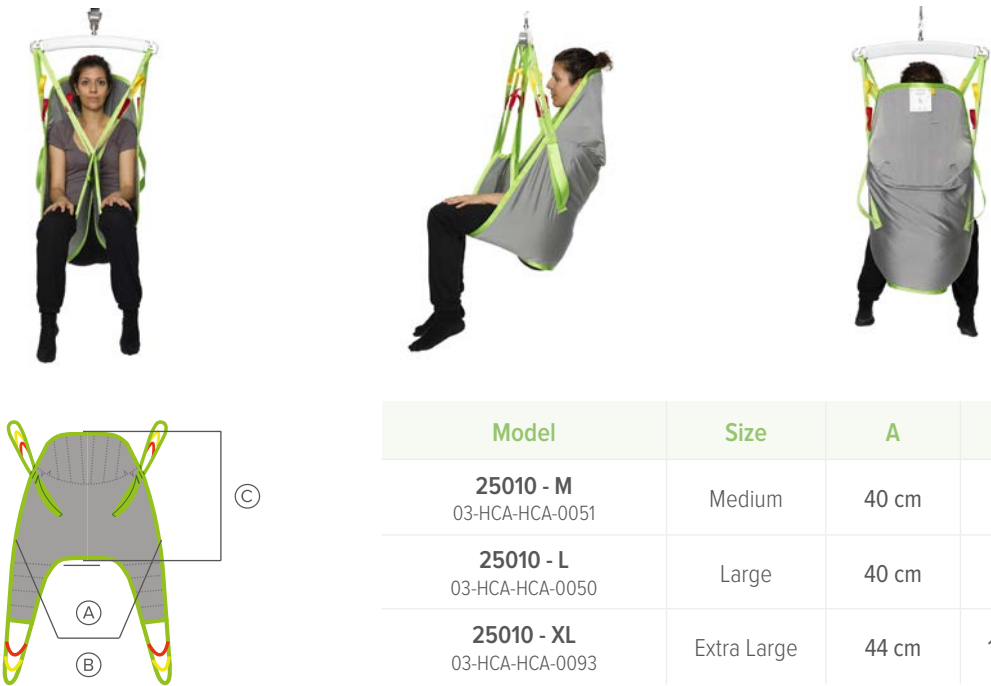 C
A
B
Model Size A
25010 - M
03-HCA-HCA-0051
Medium 40 cm
25010 - L
03-HCA-HCA-0050
Large 40 cm
25010 - XL
03-HCA-HCA-0093
Extra Large 44 cm